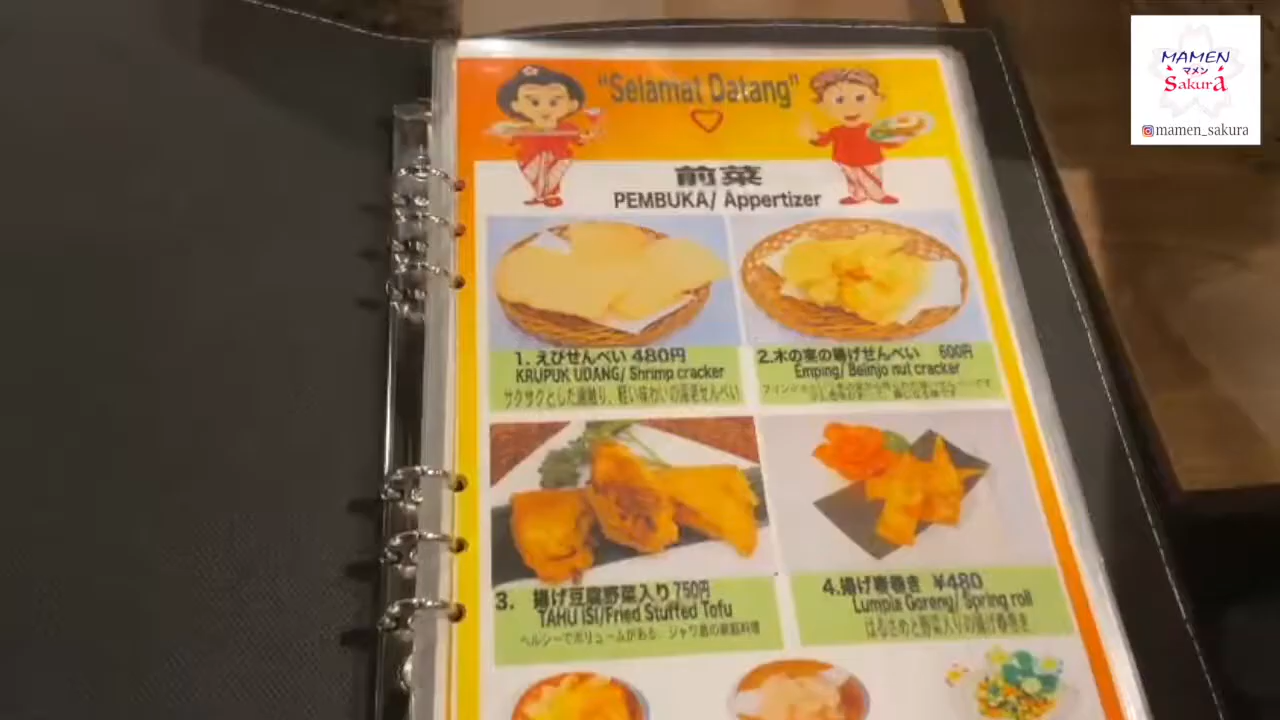 MAMEN
マメン
Sakura
mamen_sakura
"Selamat Datang"
前菜
PEMBUKA/ Appertizer
1. えびせんべい 480円
KRUPUK UDANG/ Shrimp cracker
サクサクとした歯触り、軽い味わいの海老せんべい
2.木の実の揚げせんべい 600円
Emping/ Belinjo nut cracker
3. 揚げ豆腐野菜入り 750円
TAHU ISI/Fried Stuffed Tofu
ヘルシーでボリュームがある、ジャワ島の家庭料理
4.揚げ春巻き ¥480
Lumpia Goreng/ Spring roll
はるさめと野菜入りの揚げ春巻き